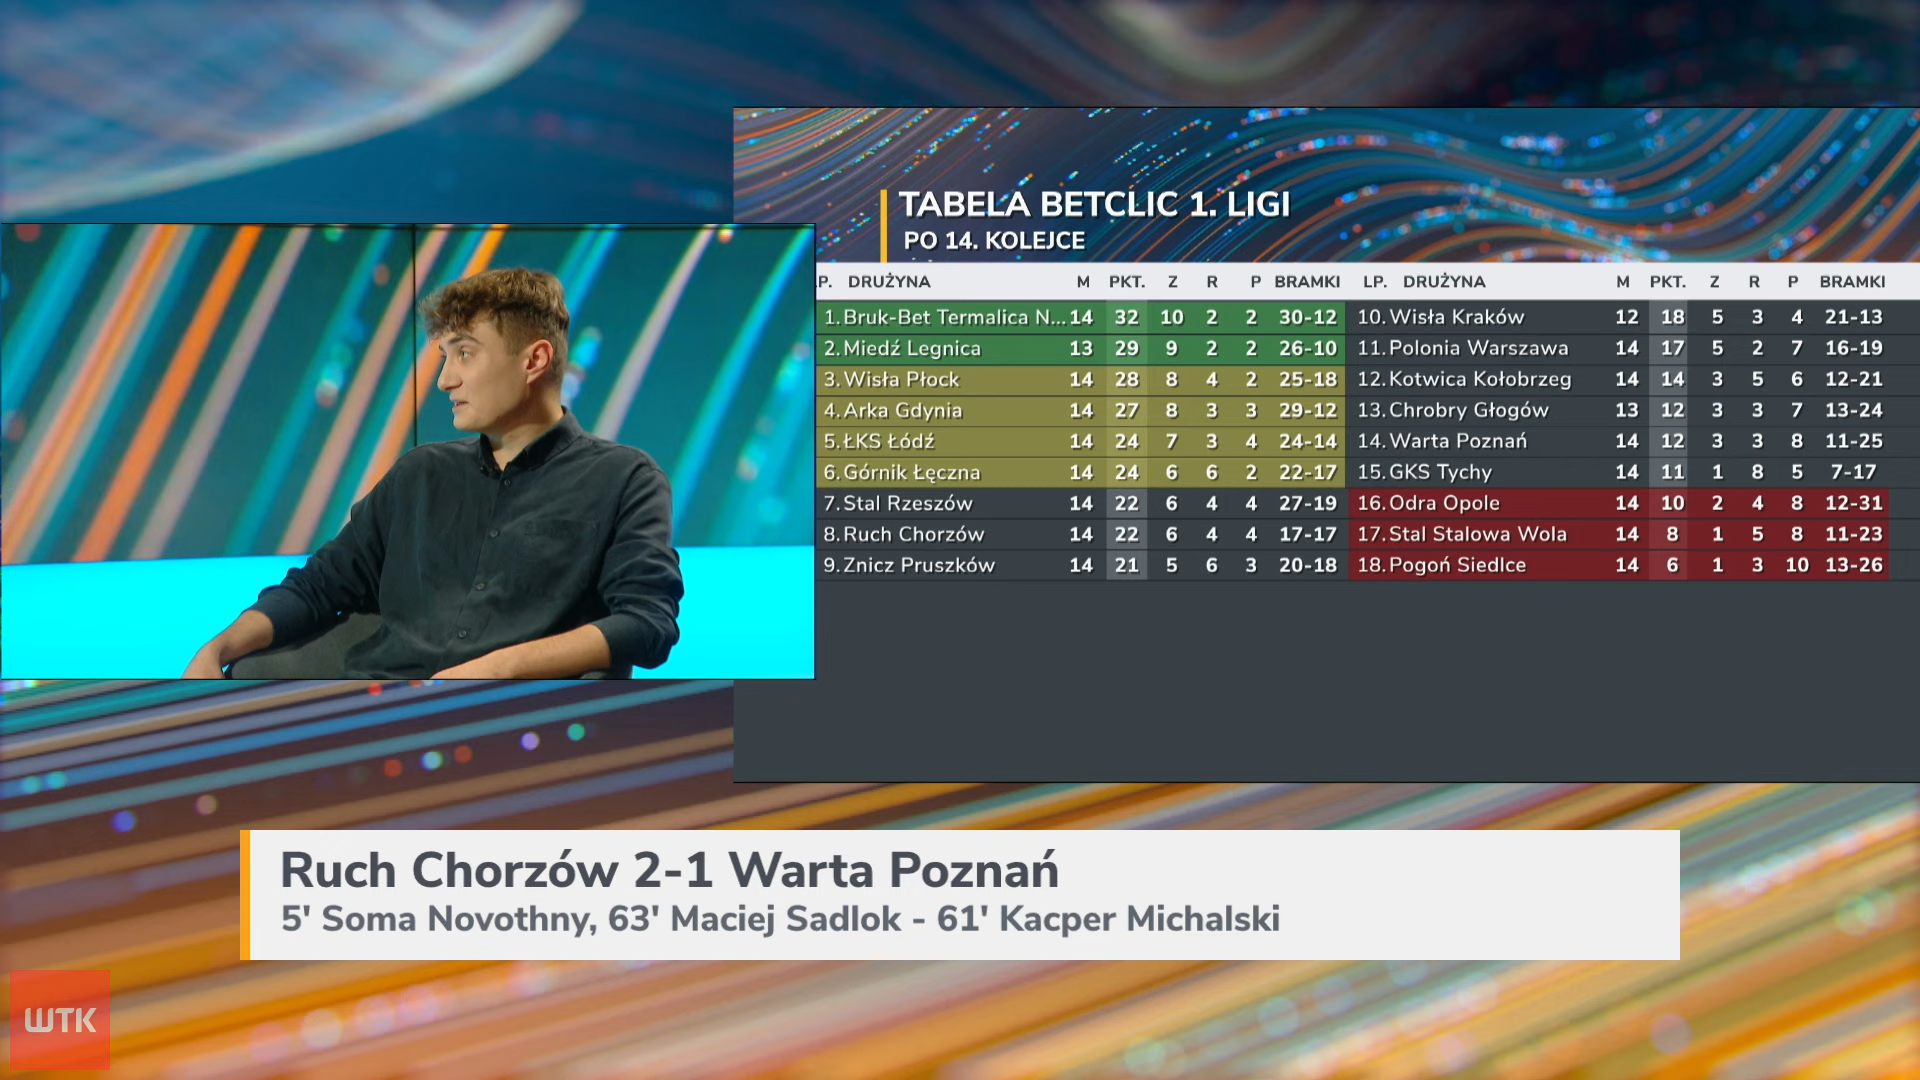 TABELA BETCLIC 1. LIGI
PO 14. KOLEJCE
.P. DRUŻYNA M PKT. Z R P BRAMKI
1. Bruk-Bet Termalica N... 14 32 10 2 2 30-12
2. Miedź Legnica 13 29 9 2 2 26-10
3. Wisła Płock 14 28 8 4 2 25-18
4. Arka Gdynia 14 27 8 3 3 29-12
5. ŁKS Łódź 14 24 7 3 4 24-14
6. Górnik Łęczna 14 24 6 6 2 22-17
7. Stal Rzeszów 14 22 6 4 4 27-19
8. Ruch Chorzów 14 22 6 4 4 17-17
9. Znicz Pruszków 14 21 5 6 3 20-18
LP. DRUŻYNA M PKT. Z R P BRAMKI
10. Wisła Kraków 12 18 5 3 4 21-13
11. Polonia Warszawa 14 17 5 2 7 16-19
12. Kotwica Kołobrzeg 14 14 3 5 6 12-21
13. Chrobry Głogów 13 12 3 3 7 13-24
14. Warta Poznań 14 12 3 3 8 11-25
15. GKS Tychy 14 11 1 8 5 7-17
16. Odra Opole 14 10 2 4 8 12-31
17. Stal Stalowa Wola 14 8 1 5 8 11-23
18. Pogoń Siedlce 14 6 1 3 10 13-26
Ruch Chorzów 2-1 Warta Poznań
5' Soma Novothny, 63' Maciej Sadlok - 61' Kacper Michalski
WTK